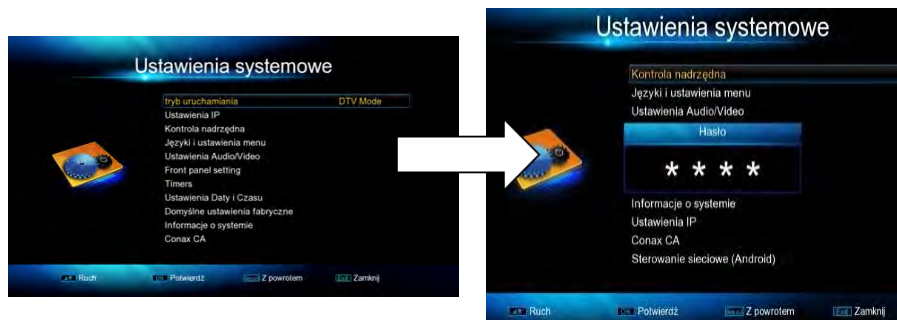 Ustawienia systemowe
tryb uruchamiania DTV Mode
Ustawienia IP
Kontrola nadrzędna
Języki i ustawienia menu
Ustawienia Audio/Video
Front panel setting
Timers
Ustawienia Daty i Czasu
Domyślne ustawienia fabryczne
Informacje o systemie
Conax CA
Ruch Potwierdź Z powrotem Exit Zamknij
Ustawienia systemowe
Kontrola nadrzędna
Języki i ustawienia menu
Ustawienia Audio/Video
Hasło
* * * *
Informacje o systemie
Ustawienia IP
Conax CA
Sterowanie sieciowe (Android)
Ruch OK Potwierdź Z powrotem Exit Zamknij